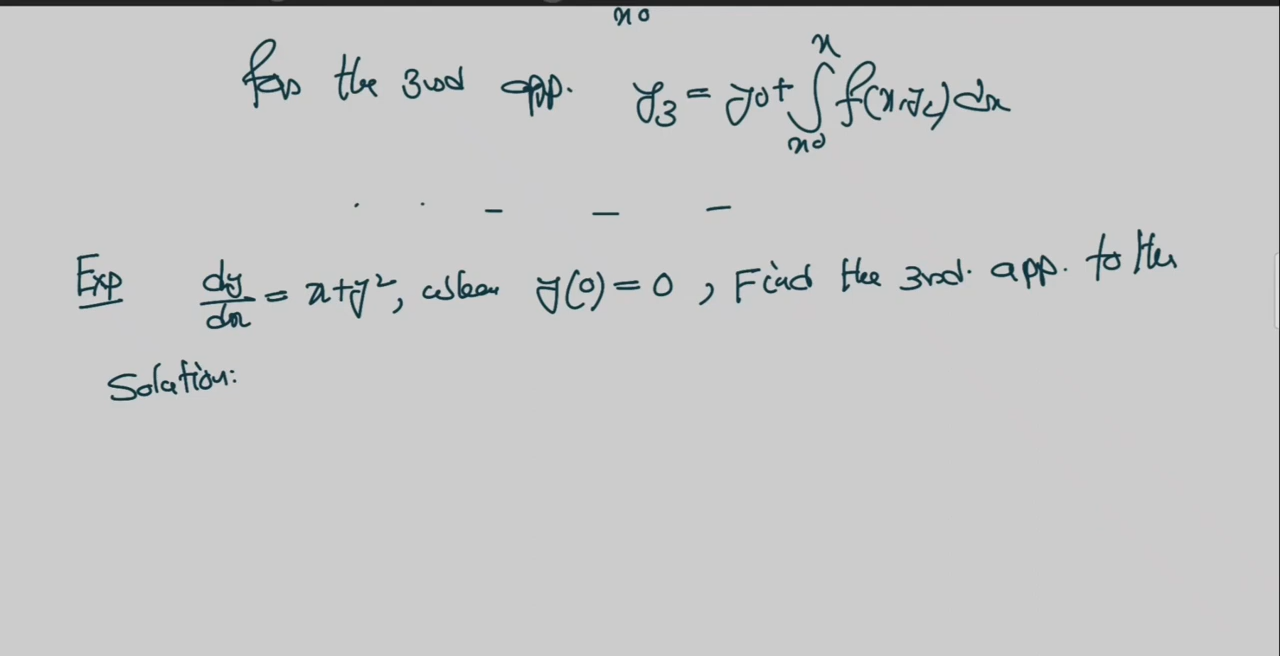 x0
for the 3rd app. y3 = y0 + ∫ x x0 f(x, y2) dx
. . – – –
Exp dy/dx = x+y², when y(0) = 0, Find the 3rd. app. to the
Solution: